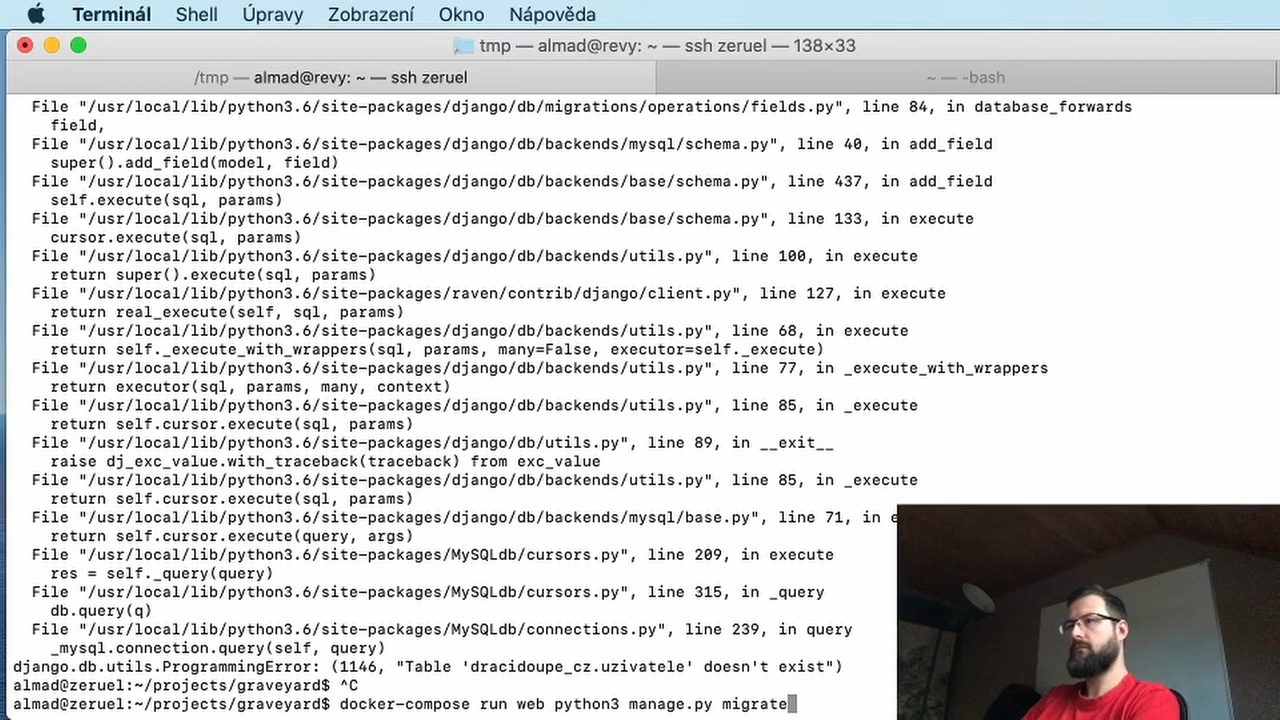 Terminál Shell Úpravy Zobrazení Okno Nápověda
tmp — almad@revy: ~ — ssh zeruel — 138×33
/tmp — almad@revy: ~ — ssh zeruel
~ — -bash
File "/usr/local/lib/python3.6/site-packages/django/db/migrations/operations/fields.py", line 84, in database_forwards
field,
File "/usr/local/lib/python3.6/site-packages/django/db/backends/mysql/schema.py", line 40, in add_field
super().add_field(model, field)
File "/usr/local/lib/python3.6/site-packages/django/db/backends/base/schema.py", line 437, in add_field
self.execute(sql, params)
File "/usr/local/lib/python3.6/site-packages/django/db/backends/base/schema.py", line 133, in execute
cursor.execute(sql, params)
File "/usr/local/lib/python3.6/site-packages/django/db/backends/utils.py", line 100, in execute
return super().execute(sql, params)
File "/usr/local/lib/python3.6/site-packages/raven/contrib/django/client.py", line 127, in execute
return real_execute(self, sql, params)
File "/usr/local/lib/python3.6/site-packages/django/db/backends/utils.py", line 68, in execute
return self._execute_with_wrappers(sql, params, many=False, executor=self._execute)
File "/usr/local/lib/python3.6/site-packages/django/db/backends/utils.py", line 77, in _execute_with_wrappers
return executor(sql, params, many, context)
File "/usr/local/lib/python3.6/site-packages/django/db/backends/utils.py", line 85, in _execute
return self.cursor.execute(sql, params)
File "/usr/local/lib/python3.6/site-packages/django/db/utils.py", line 89, in __exit__
raise dj_exc_value.with_traceback(traceback) from exc_value
File "/usr/local/lib/python3.6/site-packages/django/db/backends/utils.py", line 85, in _execute
return self.cursor.execute(sql, params)
File "/usr/local/lib/python3.6/site-packages/django/db/backends/mysql/base.py", line 71, in
return self.cursor.execute(query, args)
File "/usr/local/lib/python3.6/site-packages/MySQLdb/cursors.py", line 209, in execute
res = self._query(query)
File "/usr/local/lib/python3.6/site-packages/MySQLdb/cursors.py", line 315, in _query
db.query(q)
File "/usr/local/lib/python3.6/site-packages/MySQLdb/connections.py", line 239, in query
_mysql.connection.query(self, query)
django.db.utils.ProgrammingError: (1146, "Table 'dracidoupe_cz.uzivatele' doesn't exist")
almad@zeruel:~/projects/graveyard$ ^C
almad@zeruel:~/projects/graveyard$ docker-compose run web python3 manage.py migrate